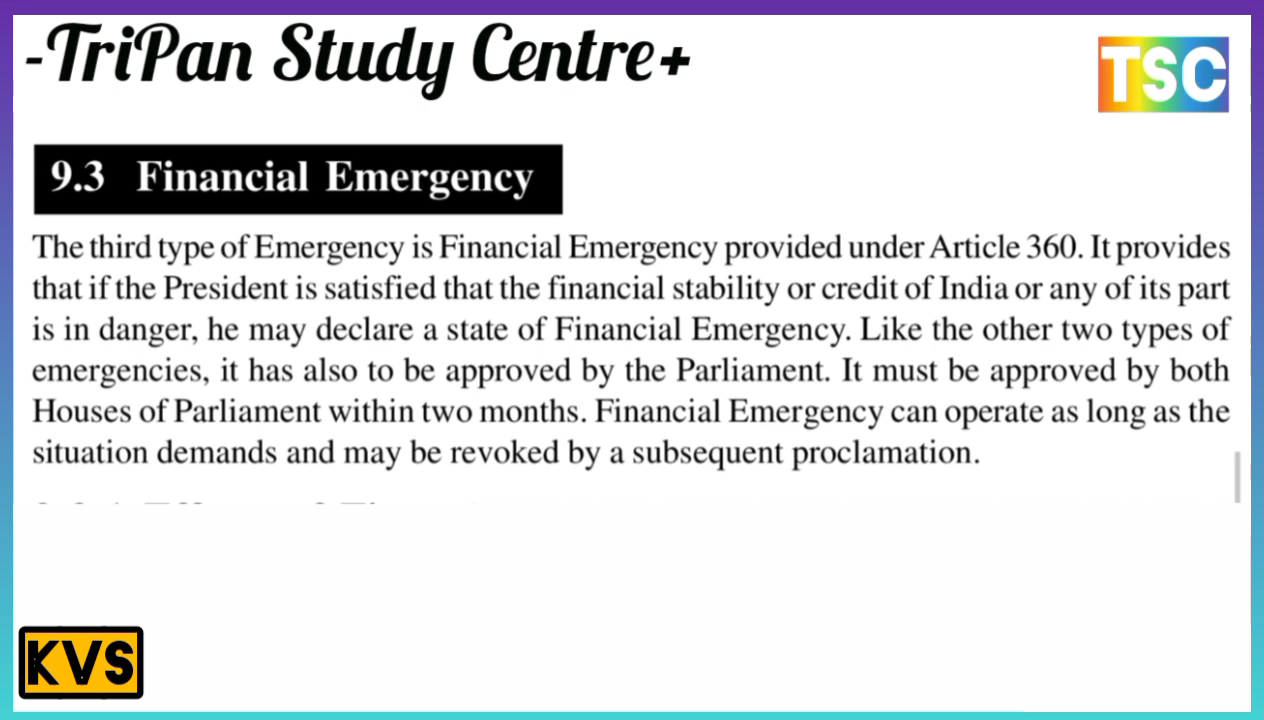 -TriPan Study Centre+
TSC
9.3 Financial Emergency
The third type of Emergency is Financial Emergency provided under Article 360. It provides
that if the President is satisfied that the financial stability or credit of India or any of its part
is in danger, he may declare a state of Financial Emergency. Like the other two types of
emergencies, it has also to be approved by the Parliament. It must be approved by both
Houses of Parliament within two months. Financial Emergency can operate as long as the
situation demands and may be revoked by a subsequent proclamation.
KVS